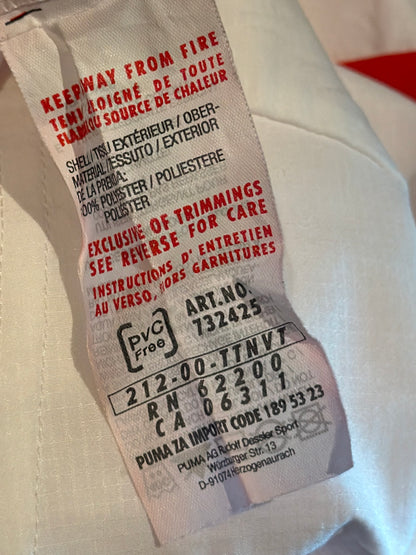 KEEP AWAY FROM FIRE
TENIR ÉLOIGNÉ DE TOUTE
FLAMME OU SOURCE DE CHALEUR
SHELL/TISSU EXTÉRIEUR/OBER-
MATERIAL/TESSUTO/EXTERIOR
DE LA PREDA:
100% POLYESTER/POLIESTERE
POLIESTER
EXCLUSIVE OF TRIMMINGS
SEE REVERSE FOR CARE
INSTRUCTIONS D'ENTRETIEN
AU VERSO, HORS GARNITURES
PVC
Free
ART.NO.
732425
212-00-TTNVT
RN 62200
CA 06311
PUMA ZA IMPORT CODE 189 53 23
PUMA AG Rudolf Dassler Sport
Würzburger Str. 13
D-91074 Herzogenaurach